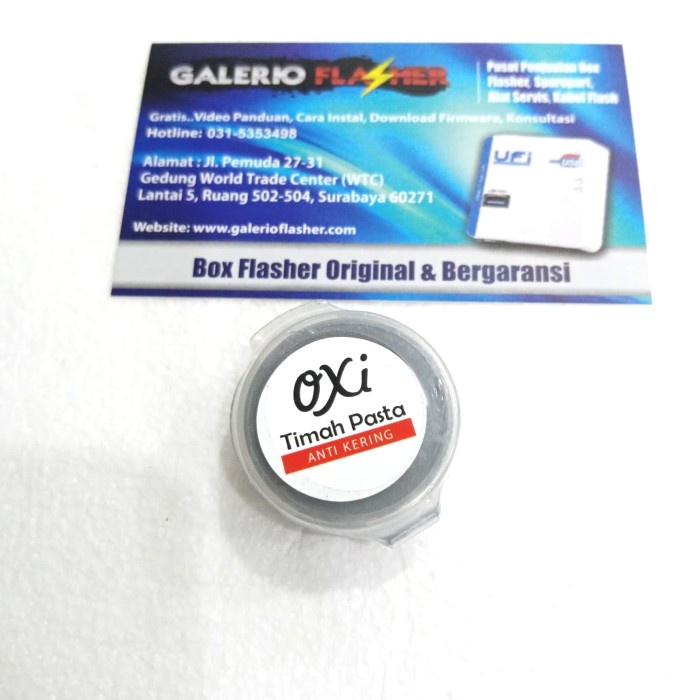 GALERIO FLASHER
Pusat Penjualan Box
Flasher, Sparepart,
Alat Servis, Kabel Flash
Gratis..Video Panduan, Cara Instal, Download Firmware, Konsultasi
Hotline: 031-5353498
Alamat : Jl. Pemuda 27-31
Gedung World Trade Center (WTC)
Lantai 5, Ruang 502-504, Surabaya 60271
Website: www.galerioflasher.com
UFi
Box Flasher Original & Bergaransi
oxi
Timah Pasta
ANTI KERING